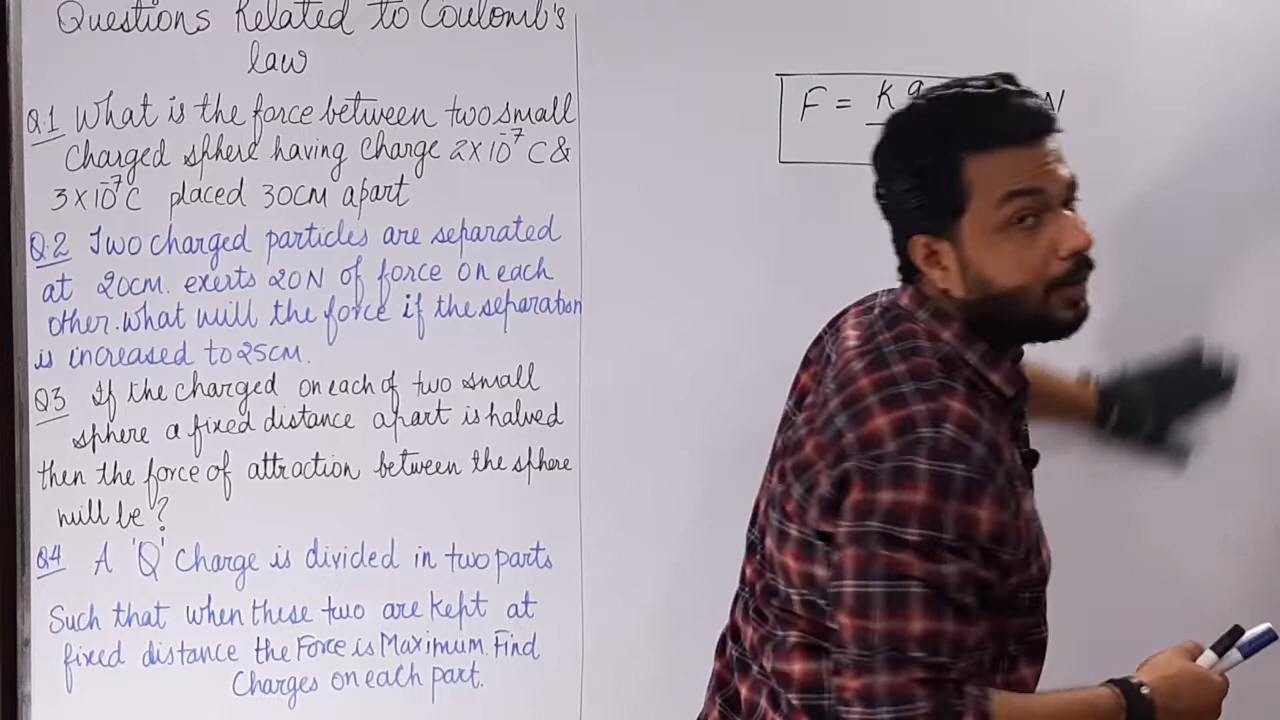 Questions Related to Coulomb's
law
Q.1 What is the force between two small
Charged sphere having Charge 2X10⁻⁷ C &
3X10⁻⁷C placed 30CM apart
Q.2 Two charged particles are separated
at 20cm. exerts 20N of force on each
other. What will the force if the separation
is increased to 25CM.
Q3 If the charged on each of two small
sphere a fixed distance apart is halved
then the force of attraction between the sphere
will be?
Q4 A 'Q' Charge is divided in two parts
Such that when these two are kept at
fixed distance the Force is Maximum. Find
Charges on each part.
F = K q N